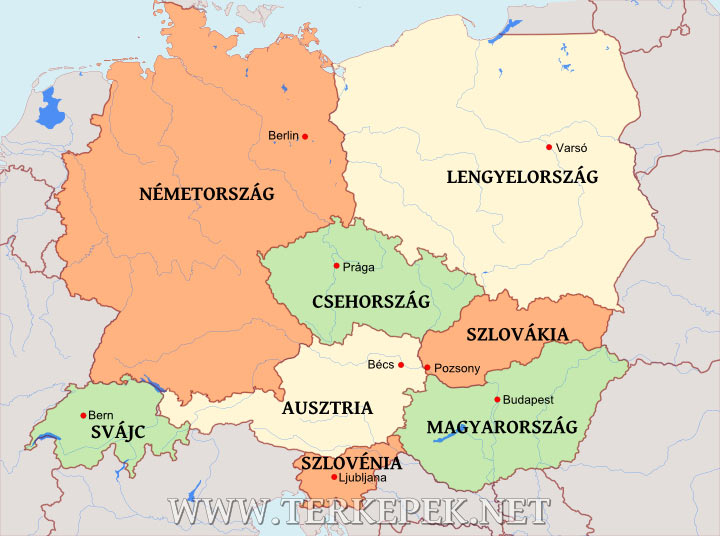 Berlin
Varsó
LENGYELORSZÁG
NÉMETORSZÁG
Prága
CSEHORSZÁG
SZLOVÁKIA
Bécs
Pozsony
Budapest
AUSZTRIA
Bern
SVÁJC
MAGYARORSZÁG
SZLOVÉNIA
Ljubljana
WWW.TERKEPEK.NET